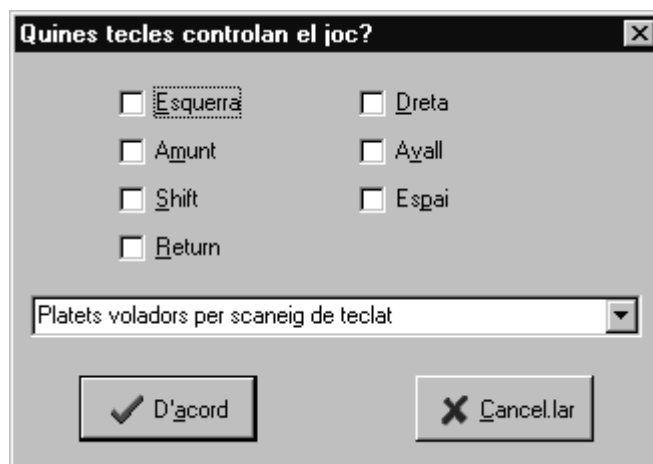 Quines tecles controlan el joc?
Esquerra Dreta
Amunt Avall
Shift Espai
Return
Platets voladors per scaneig de teclat
D'acord Cancel.lar